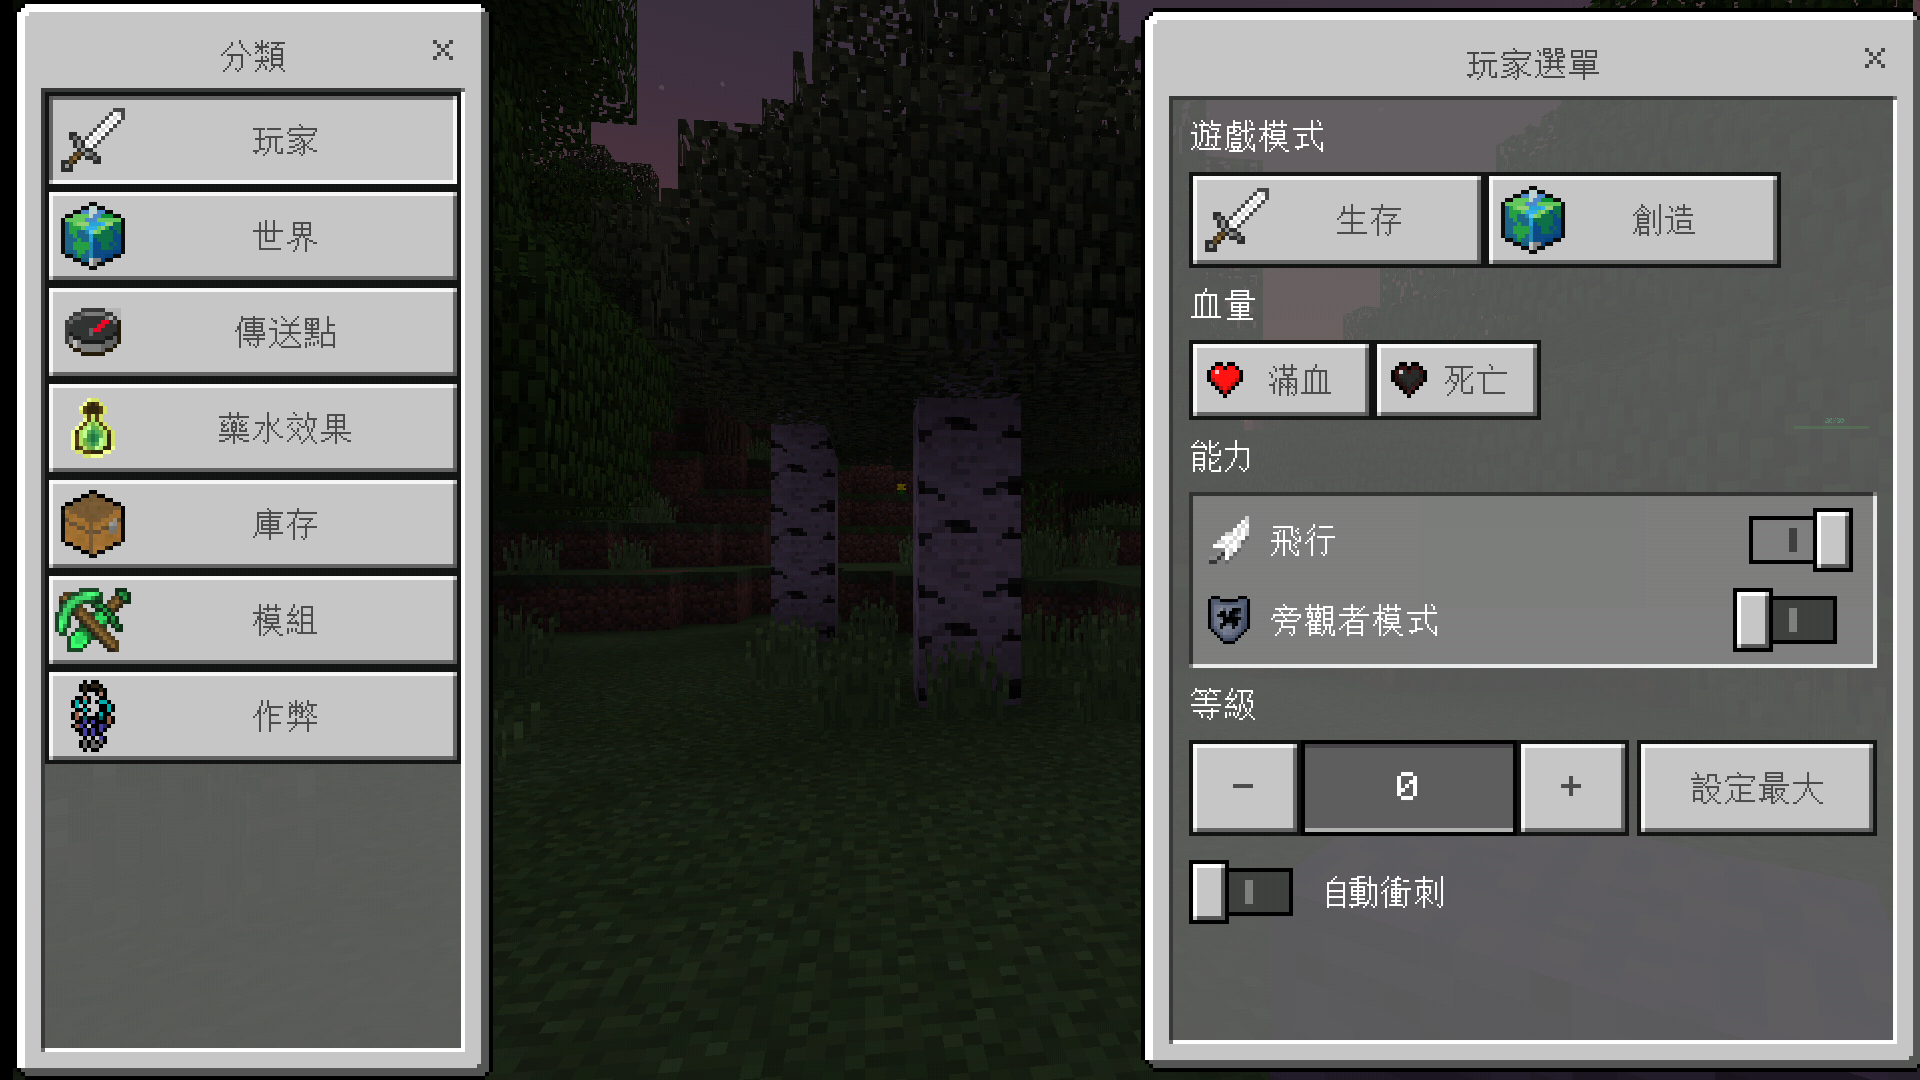 分類
玩家
世界
傳送點
藥水效果
庫存
模組
作弊
玩家選單
遊戲模式
生存 創造
血量
滿血 死亡
能力
飛行
旁觀者模式
等級
- 0 + 設定最大
自動衝刺